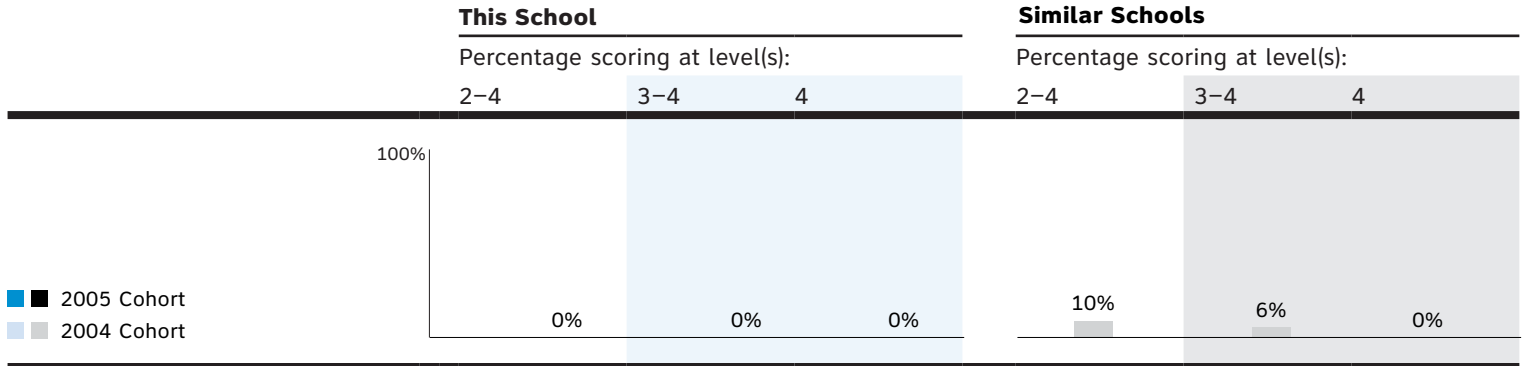 This School
Similar Schools
Percentage scoring at level(s):
Percentage scoring at level(s):
2–4 3–4 4
2–4 3–4 4
100%
2005 Cohort
2004 Cohort
0% 0% 0%
10% 6% 0%